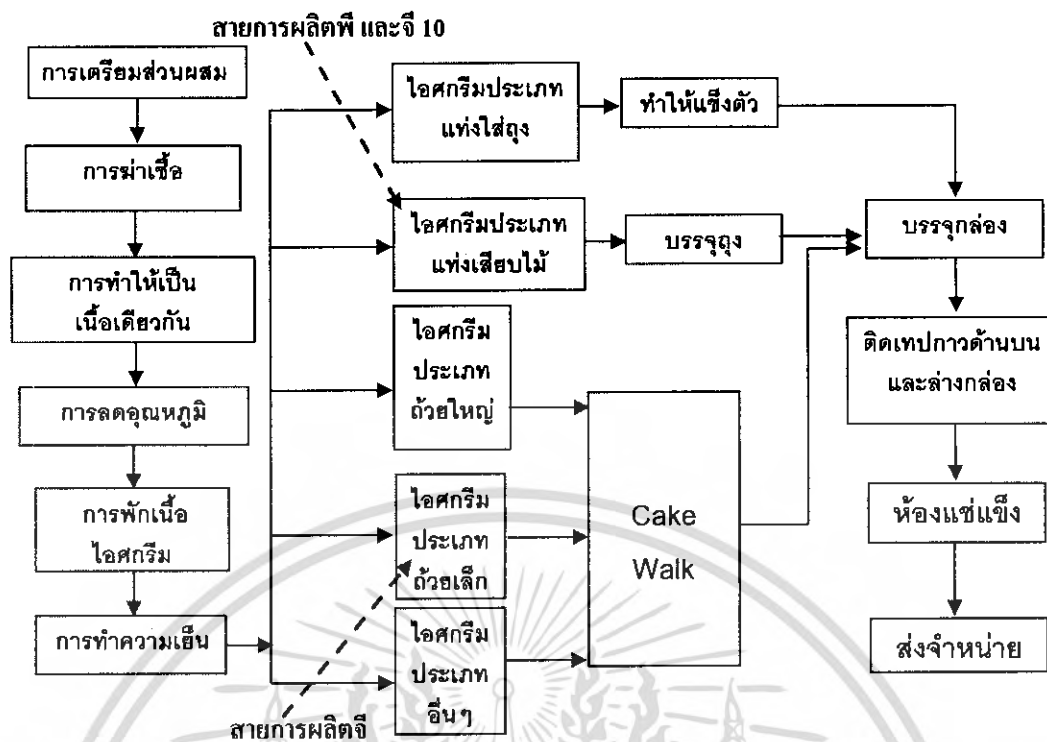 สายการผลิตพี และจี 10
การเตรียมส่วนผสม
การฆ่าเชื้อ
การทำให้เป็น
เนื้อเดียวกัน
การลดอุณหภูมิ
การพักเนื้อ
ไอศกรีม
การทำความเย็น
ไอศกรีมประเภท
แท่งใส่ถุง
ทำให้แข็งตัว
ไอศกรีมประเภท
แท่งเสียบไม้
บรรจุถุง
ไอศกรีม
ประเภท
ถ้วยใหญ่
ไอศกรีม
ประเภท
ถ้วยเล็ก
ไอศกรีม
ประเภท
อื่นๆ
สายการผลิตจี
Cake
Walk
บรรจุกล่อง
ติดเทปกาวด้านบน
และล่างกล่อง
ห้องแช่แข็ง
ส่งจำหน่าย